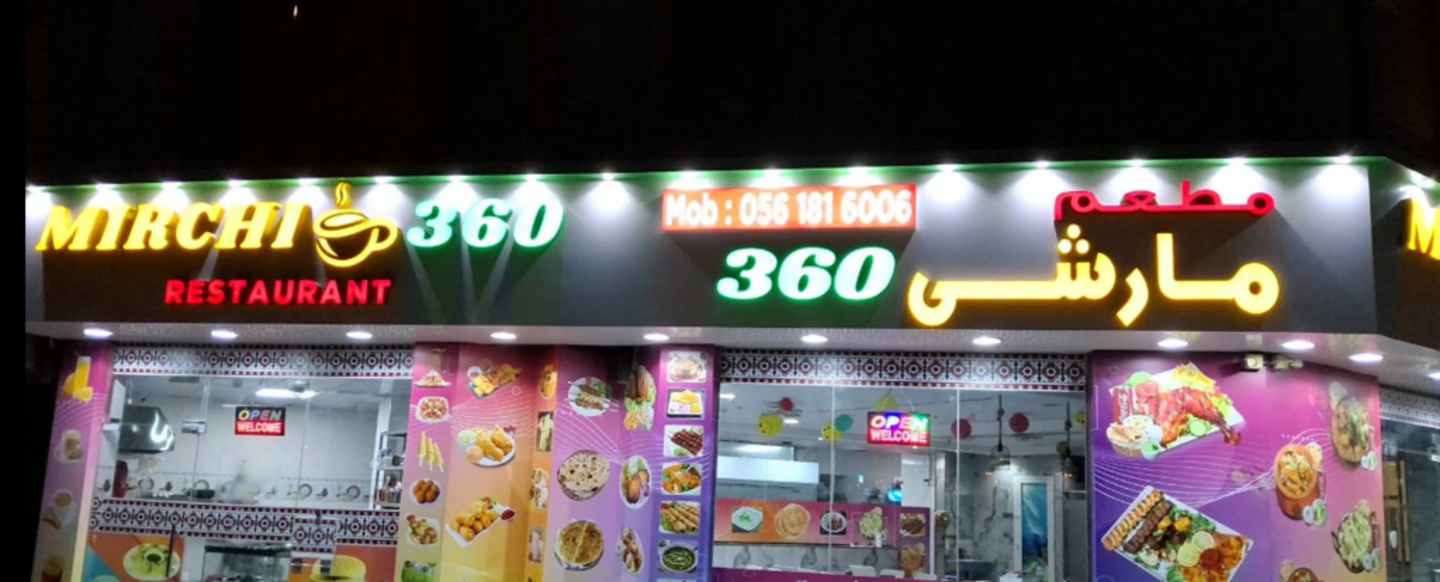 MIRCHI 360
RESTAURANT
Mob : 056 181 6006
مطعم
مارشى 360
OPEN
WELCOME
OPEN
WELCOME
M